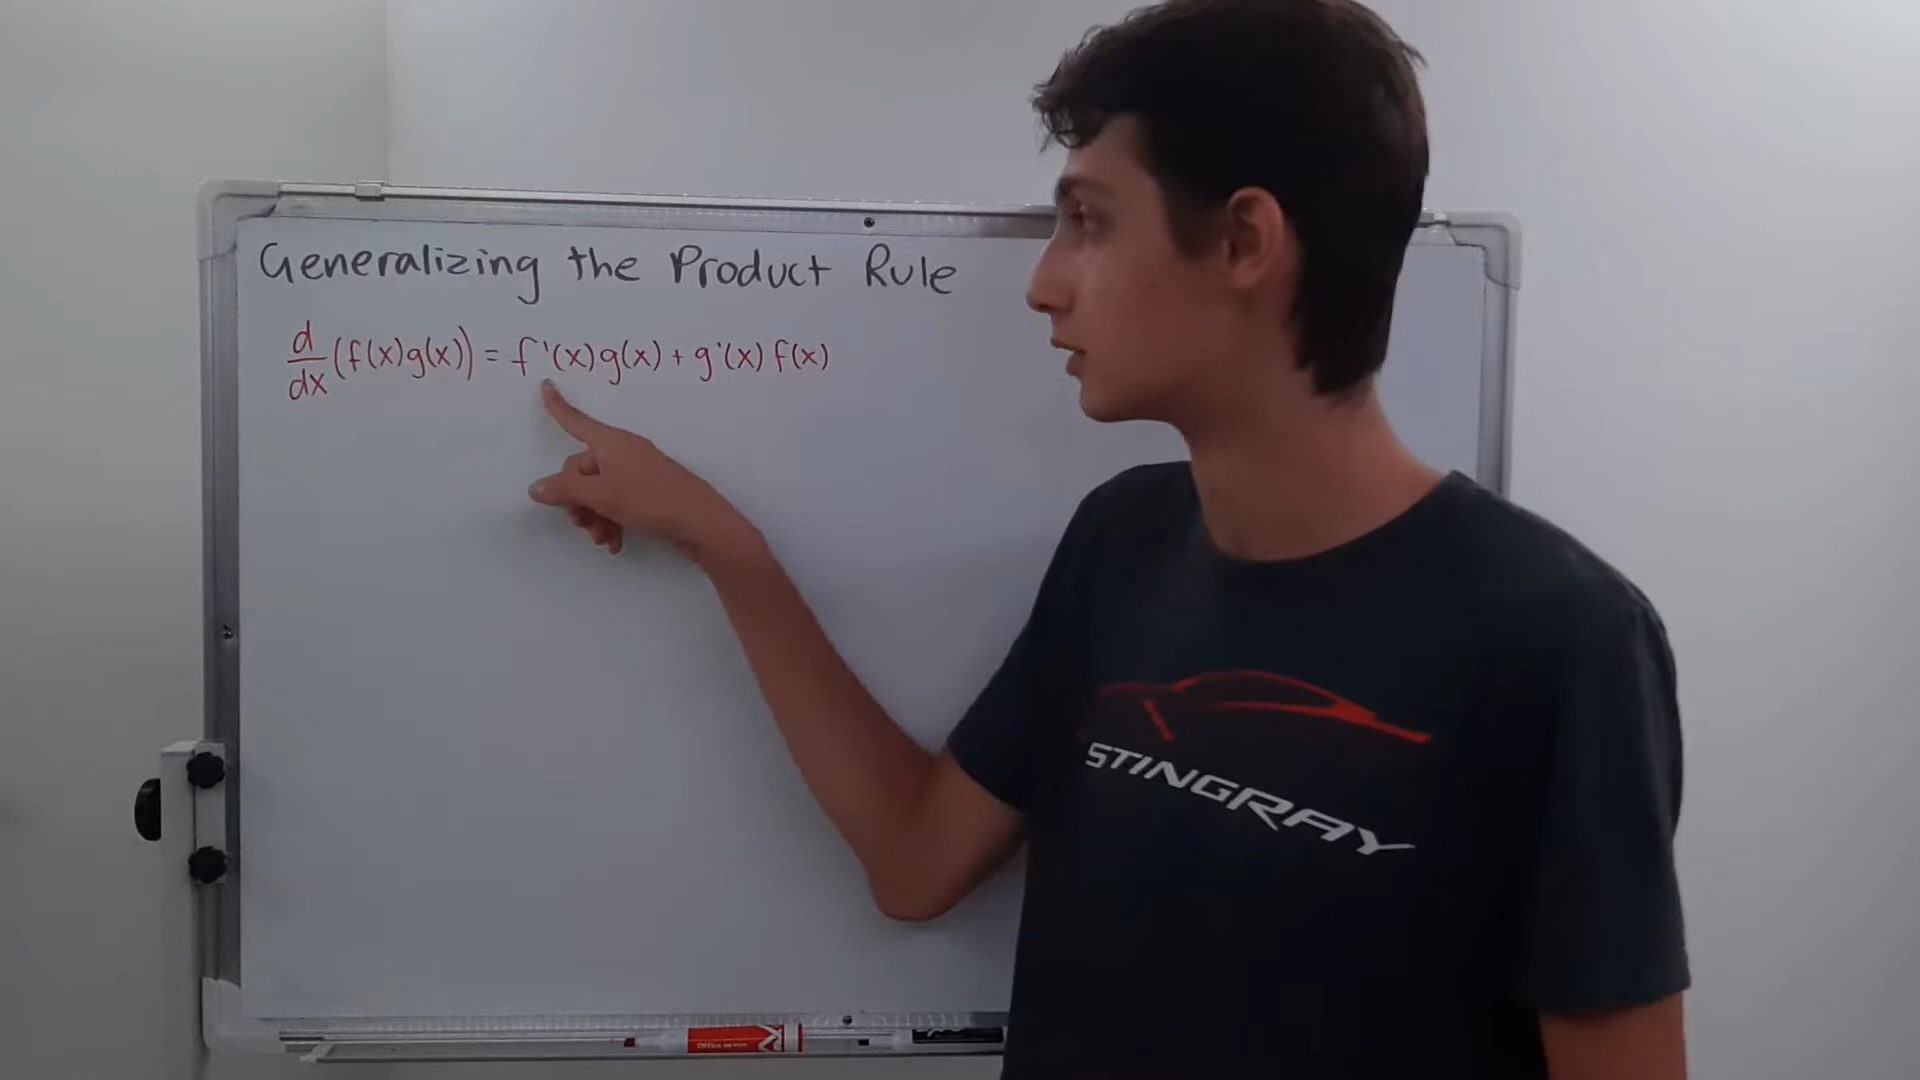 Generalizing the Product Rule
d/dx (f(x)g(x)) = f'(x)g(x) + g'(x) f(x)
STINGRAY